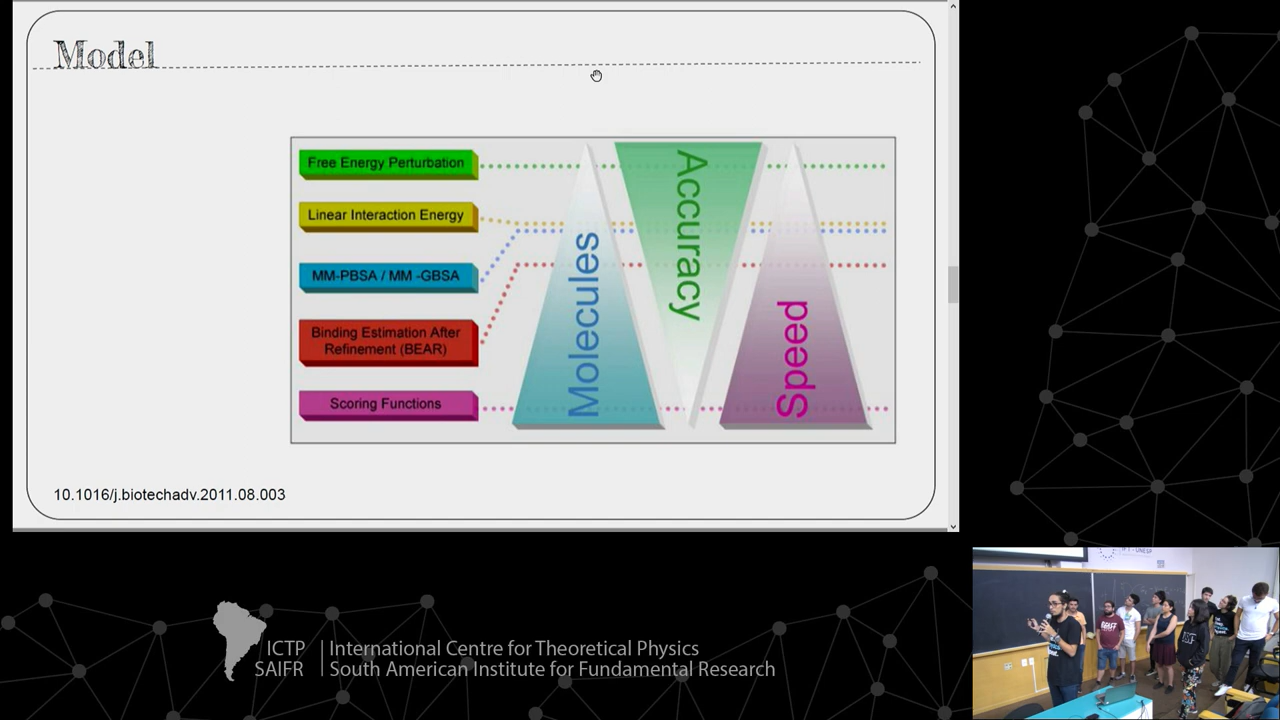 Model
Free Energy Perturbation
Linear Interaction Energy
MM-PBSA / MM -GBSA
Binding Estimation After
Refinement (BEAR)
Scoring Functions
Molecules
Accuracy
Speed
10.1016/j.biotechadv.2011.08.003
ICTP
SAIFR
International Centre for Theoretical Physics
South American Institute for Fundamental Research